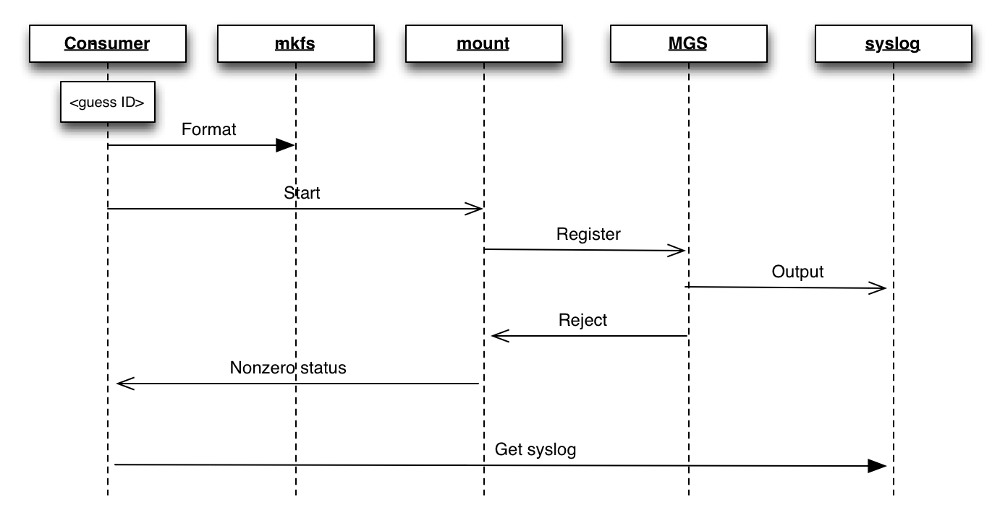 Consumer
mkfs
mount
MGS
syslog
<guess ID>
Format
Start
Register
Output
Reject
Nonzero status
Get syslog